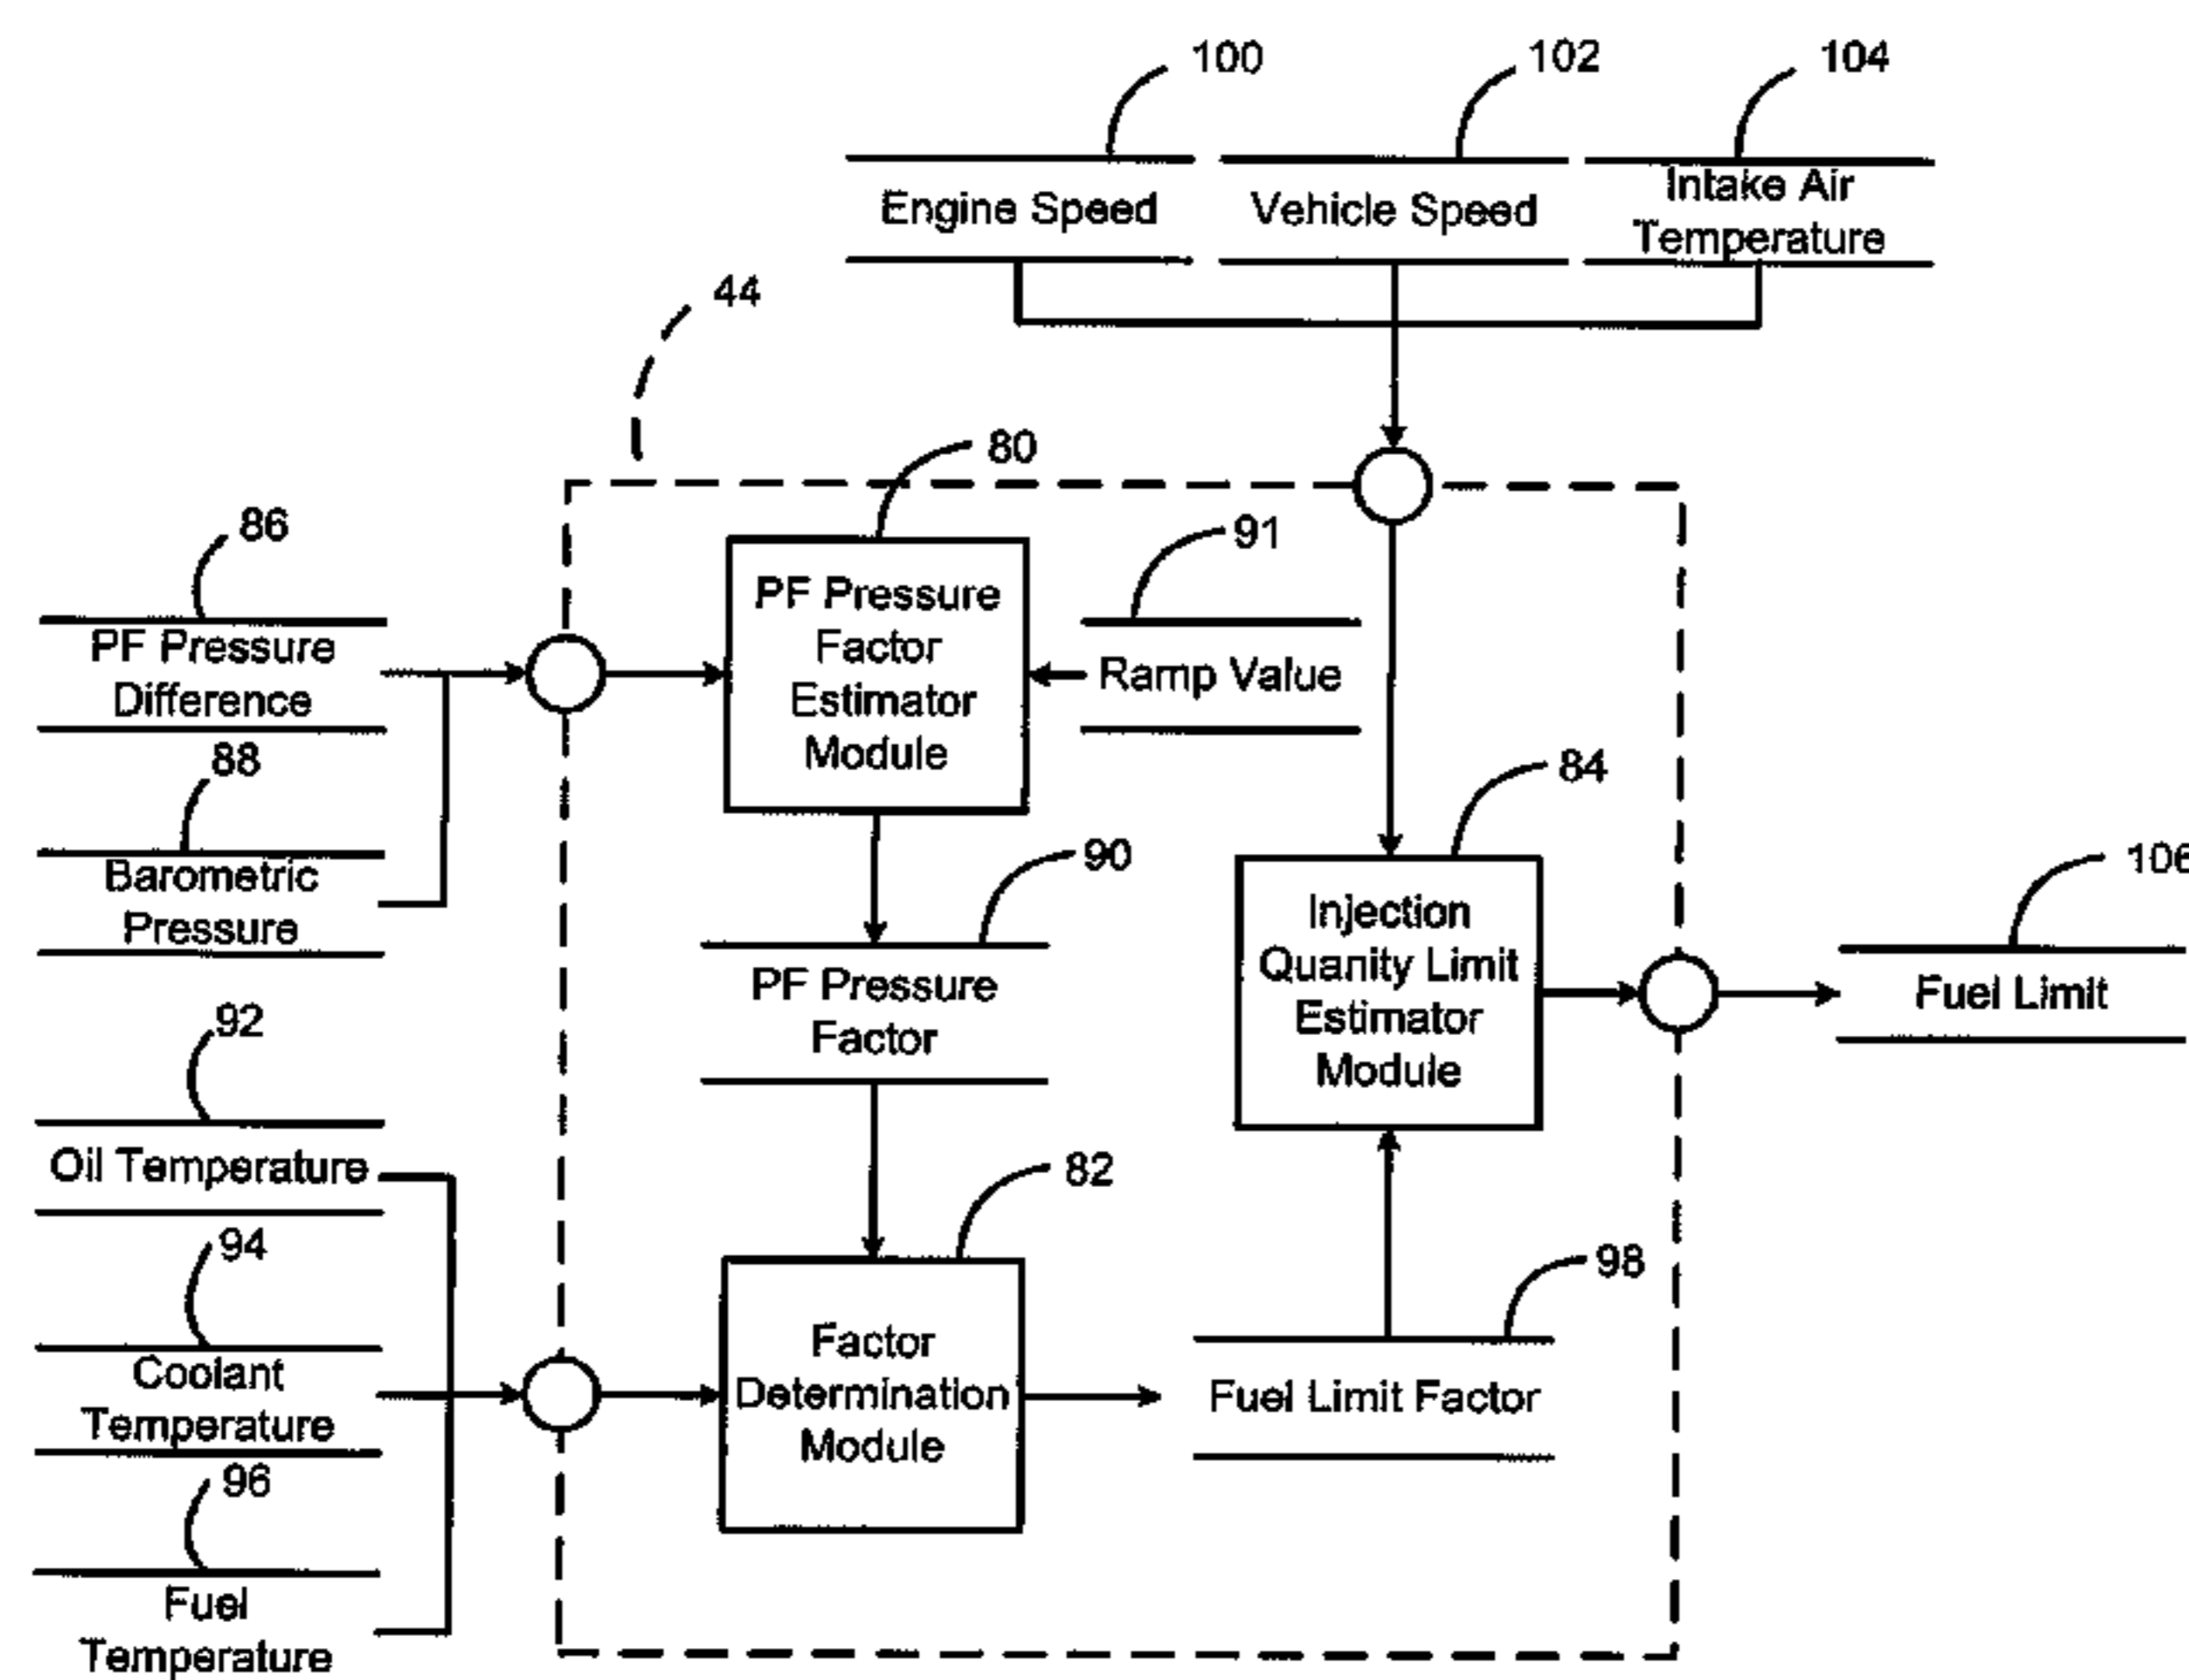 100
102
104
Engine Speed
Vehicle Speed
Intake Air
Temperature
44
80
86
91
PF Pressure
Difference
PF Pressure
Factor
Estimator
Module
Ramp Value
88
Barometric
Pressure
84
90
106
Injection
Quanity Limit
Estimator
Module
PF Pressure
Factor
Fuel Limit
92
Oil Temperature
82
94
Coolant
Temperature
98
Factor
Determination
Module
Fuel Limit Factor
96
Fuel
Temperature